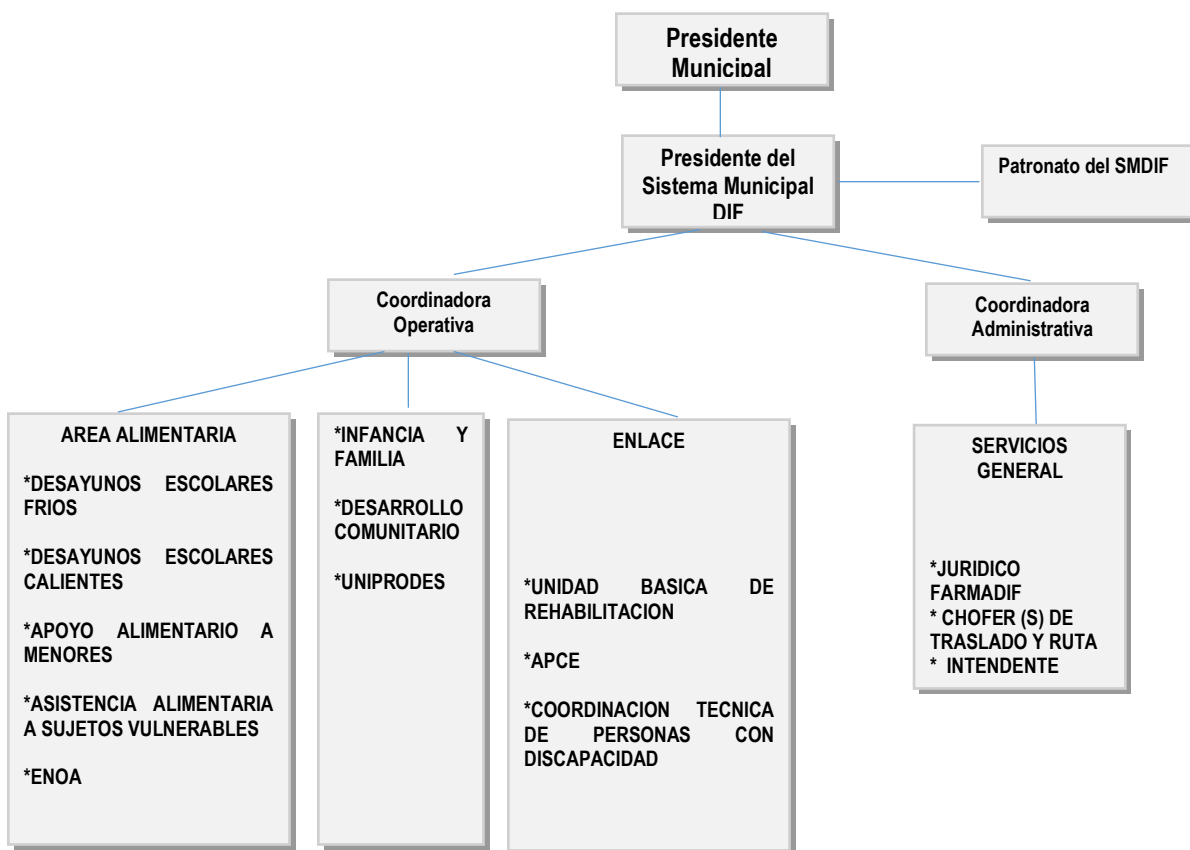 Presidente
Municipal
Presidente del
Sistema Municipal
DIF
Patronato del SMDIF
Coordinadora
Operativa
Coordinadora
Administrativa
AREA ALIMENTARIA
*DESAYUNOS ESCOLARES
FRIOS
*DESAYUNOS ESCOLARES
CALIENTES
*APOYO ALIMENTARIO A
MENORES
*ASISTENCIA ALIMENTARIA
A SUJETOS VULNERABLES
*ENOA
*INFANCIA Y
FAMILIA
*DESARROLLO
COMUNITARIO
*UNIPRODES
ENLACE
*UNIDAD BASICA DE
REHABILITACION
*APCE
*COORDINACION TECNICA
DE PERSONAS CON
DISCAPACIDAD
SERVICIOS
GENERAL
*JURIDICO
FARMADIF
* CHOFER (S) DE
TRASLADO Y RUTA
* INTENDENTE